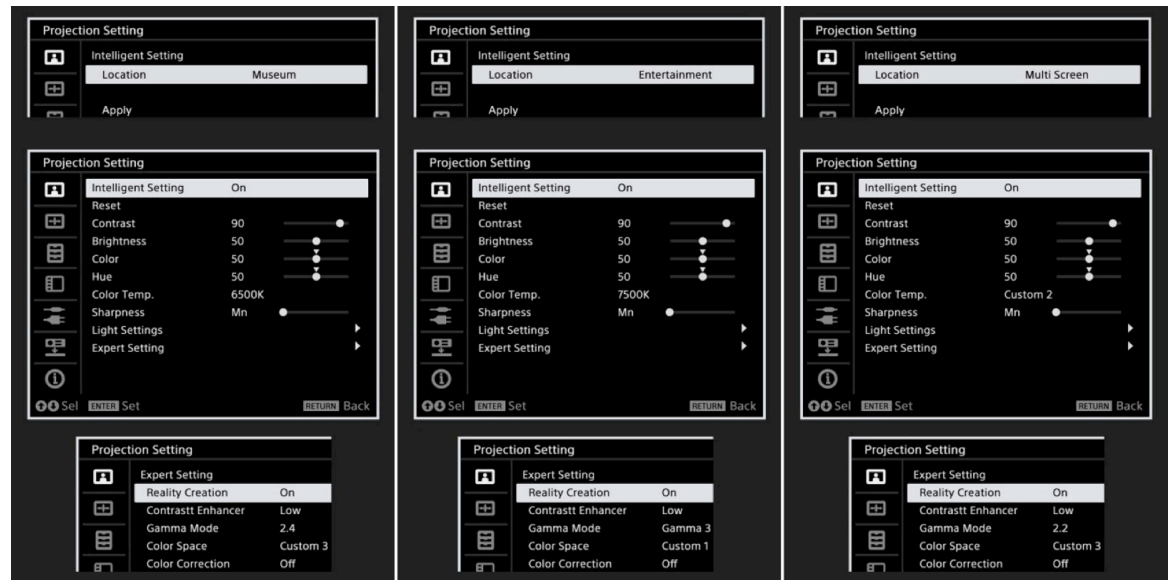 Projection Setting
Intelligent Setting
Location Museum
Apply
Projection Setting
Intelligent Setting On
Reset
Contrast 90
Brightness 50
Color 50
Hue 50
Color Temp. 6500K
Sharpness Mn
Light Settings
Expert Setting
Sel ENTER Set RETURN Back
Projection Setting
Expert Setting
Reality Creation On
Contrastt Enhancer Low
Gamma Mode 2.4
Color Space Custom 3
Color Correction Off
Projection Setting
Intelligent Setting
Location Entertainment
Apply
Projection Setting
Intelligent Setting On
Reset
Contrast 90
Brightness 50
Color 50
Hue 50
Color Temp. 7500K
Sharpness Mn
Light Settings
Expert Setting
Sel ENTER Set RETURN Back
Projection Setting
Expert Setting
Reality Creation On
Contrastt Enhancer Low
Gamma Mode Gamma 3
Color Space Custom 1
Color Correction Off
Projection Setting
Intelligent Setting
Location Multi Screen
Apply
Projection Setting
Intelligent Setting On
Reset
Contrast 90
Brightness 50
Color 50
Hue 50
Color Temp. Custom 2
Sharpness Mn
Light Settings
Expert Setting
Sel ENTER Set RETURN Back
Projection Setting
Expert Setting
Reality Creation On
Contrastt Enhancer Low
Gamma Mode 2.2
Color Space Custom 3
Color Correction Off